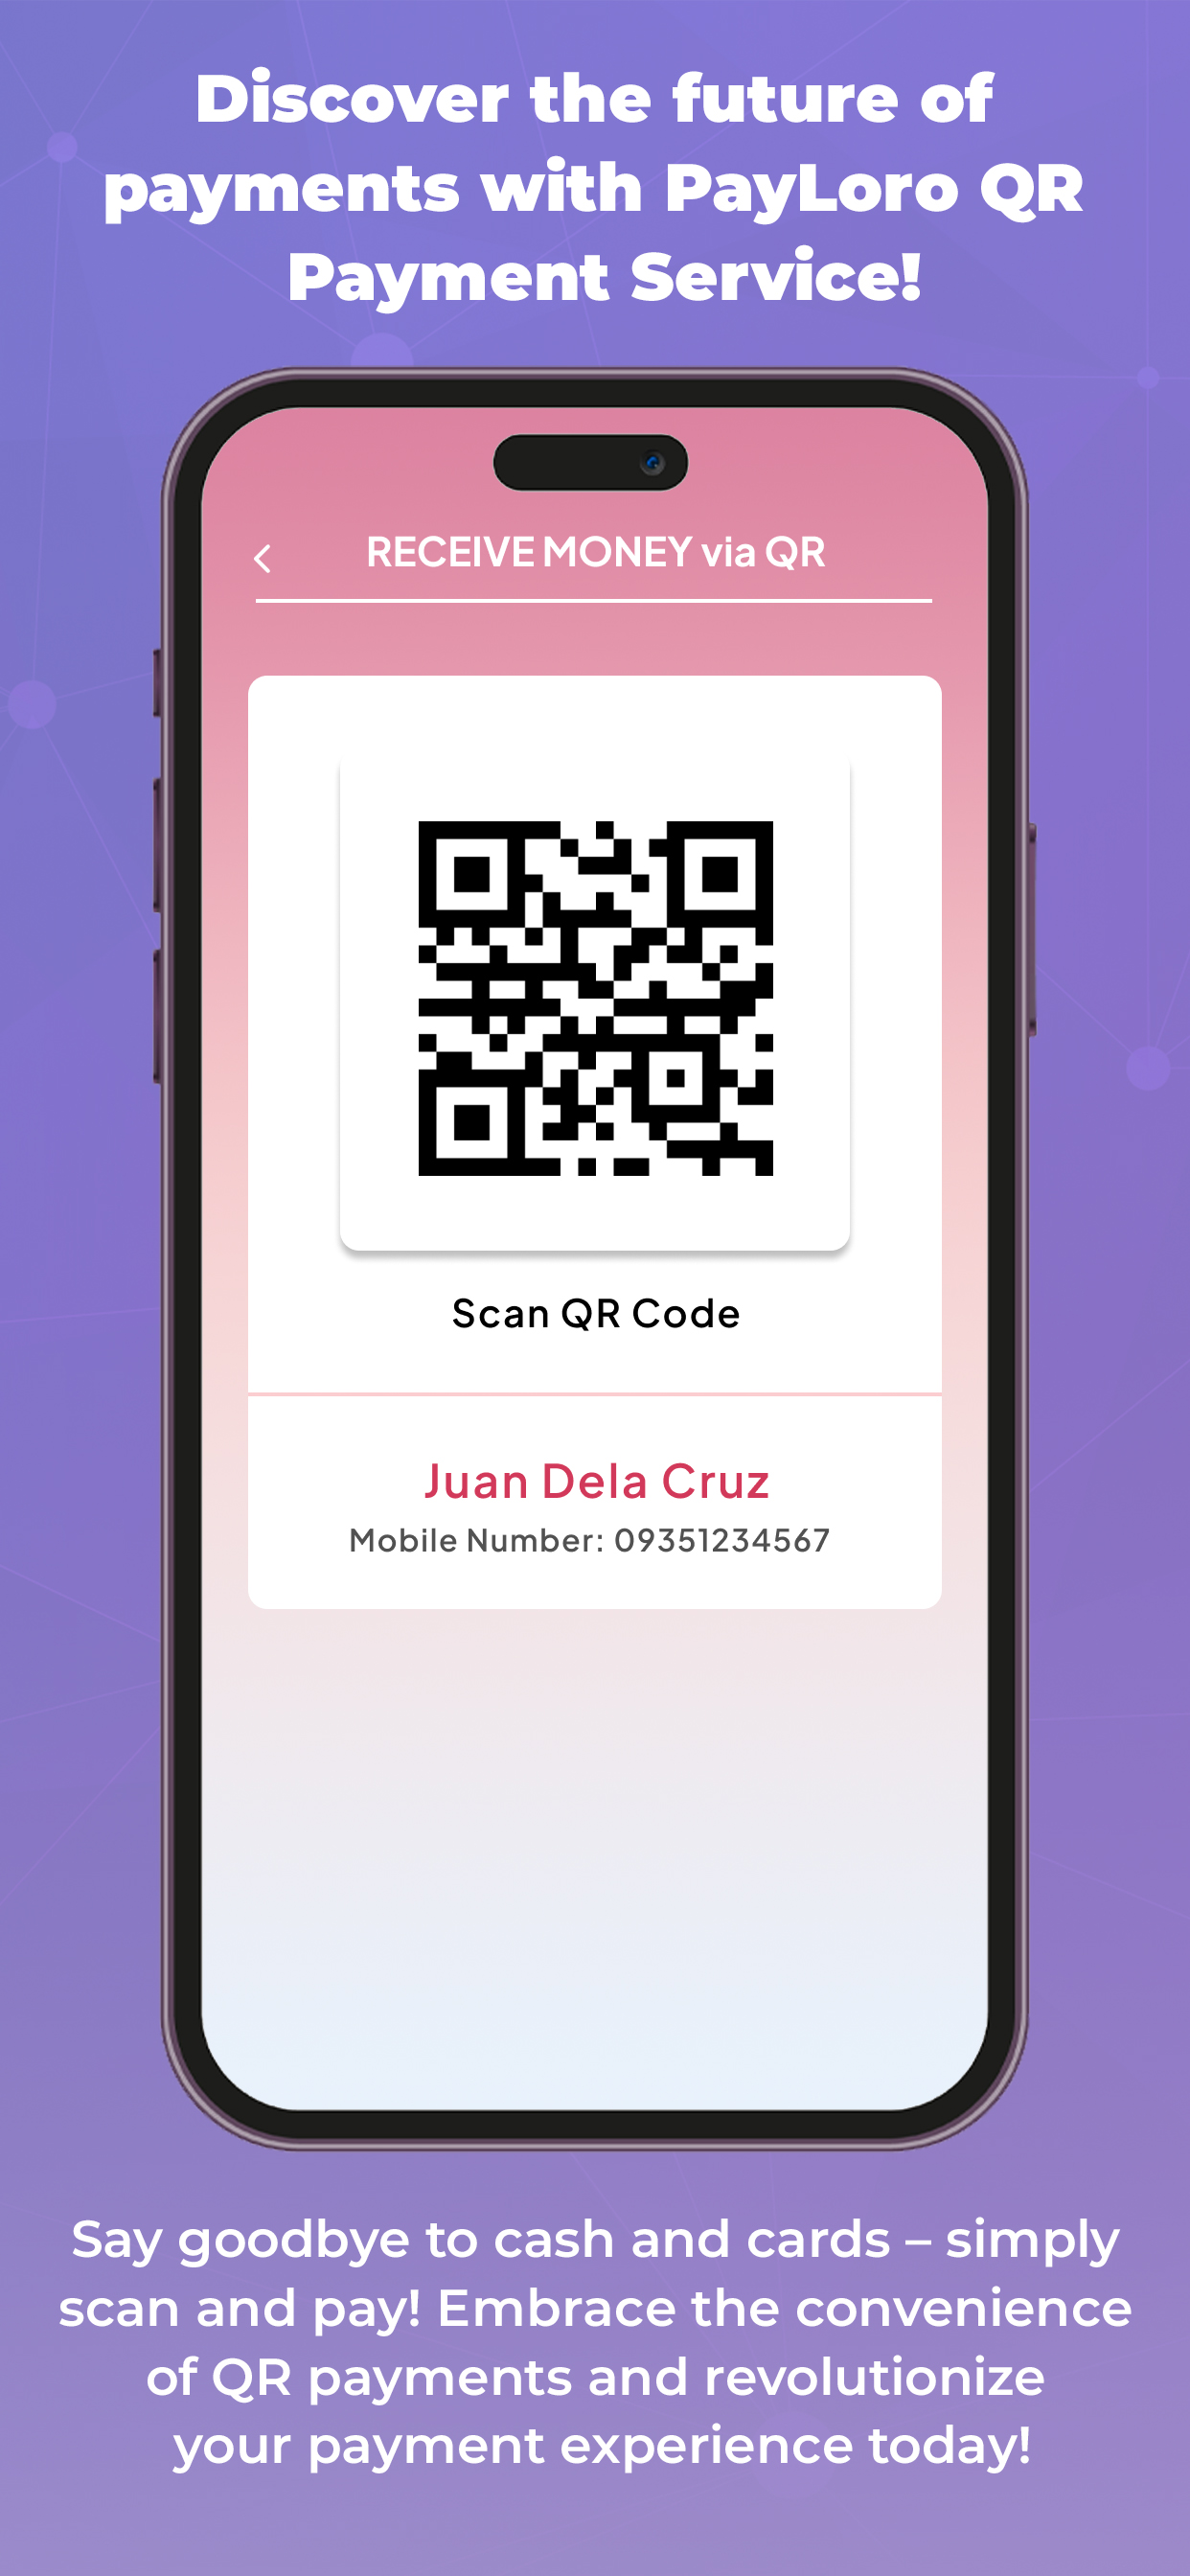 Discover the future of
payments with PayLoro QR
Payment Service!
RECEIVE MONEY via QR
Scan QR Code
Juan Dela Cruz
Mobile Number: 09351234567
Say goodbye to cash and cards – simply
scan and pay! Embrace the convenience
of QR payments and revolutionize
your payment experience today!